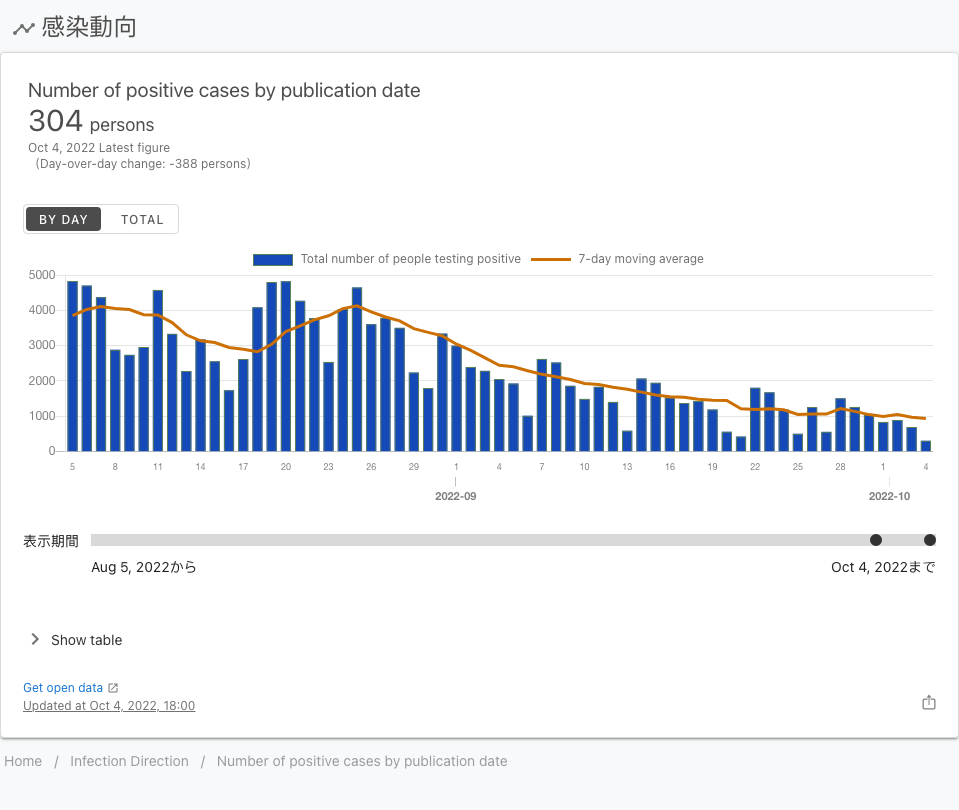 感染動向
Number of positive cases by publication date
304 persons
Oct 4, 2022 Latest figure
(Day-over-day change: -388 persons)
BY DAY TOTAL
Total number of people testing positive 7-day moving average
5000
4000
3000
2000
1000
0
5 8 11 14 17 20 23 26 29 1 4 7 10 13 16 19 22 25 28 1 4
2022-09 2022-10
表示期間
Aug 5, 2022から Oct 4, 2022まで
Show table
Get open data
Updated at Oct 4, 2022, 18:00
Home / Infection Direction / Number of positive cases by publication date